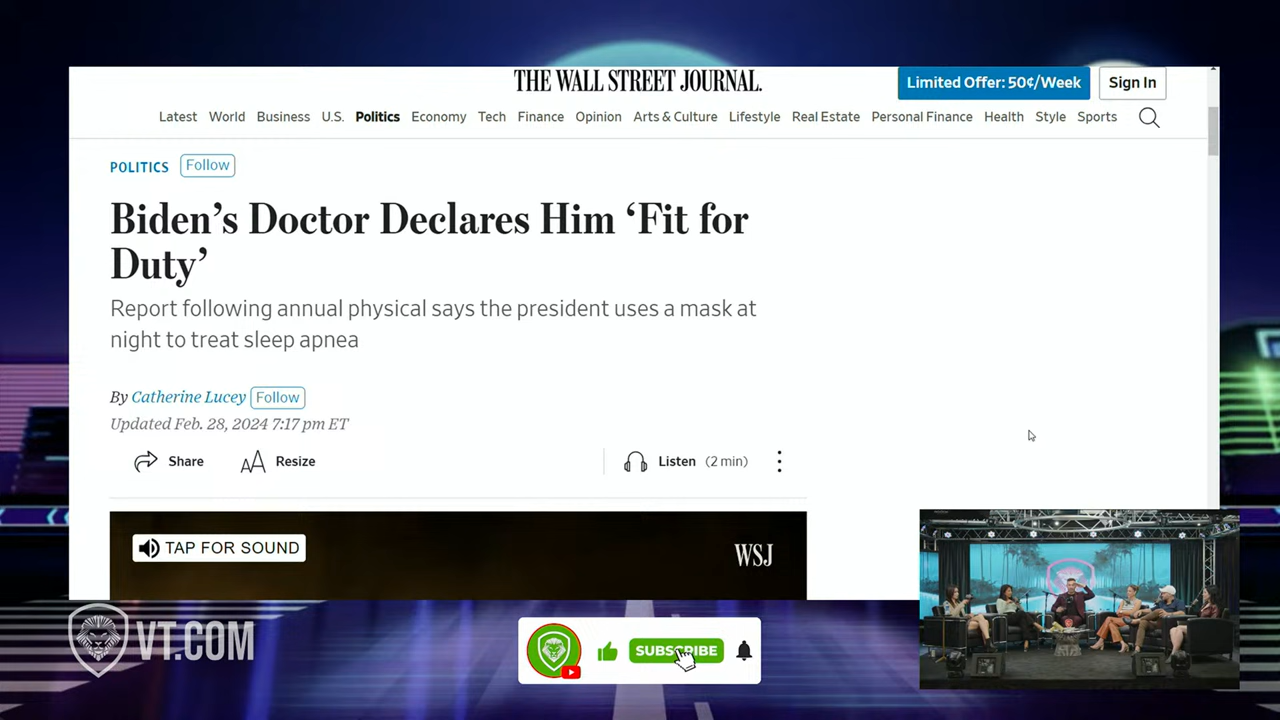 THE WALL STREET JOURNAL.
Limited Offer: 50¢/Week
Sign In
Latest World Business U.S. Politics Economy Tech Finance Opinion Arts & Culture Lifestyle Real Estate Personal Finance Health Style Sports
POLITICS Follow
Biden’s Doctor Declares Him ‘Fit for
Duty’
Report following annual physical says the president uses a mask at
night to treat sleep apnea
By Catherine Lucey Follow
Updated Feb. 28, 2024 7:17 pm ET
Share AA Resize Listen (2 min)
TAP FOR SOUND
WSJ
VT.COM
SUBSCRIBE